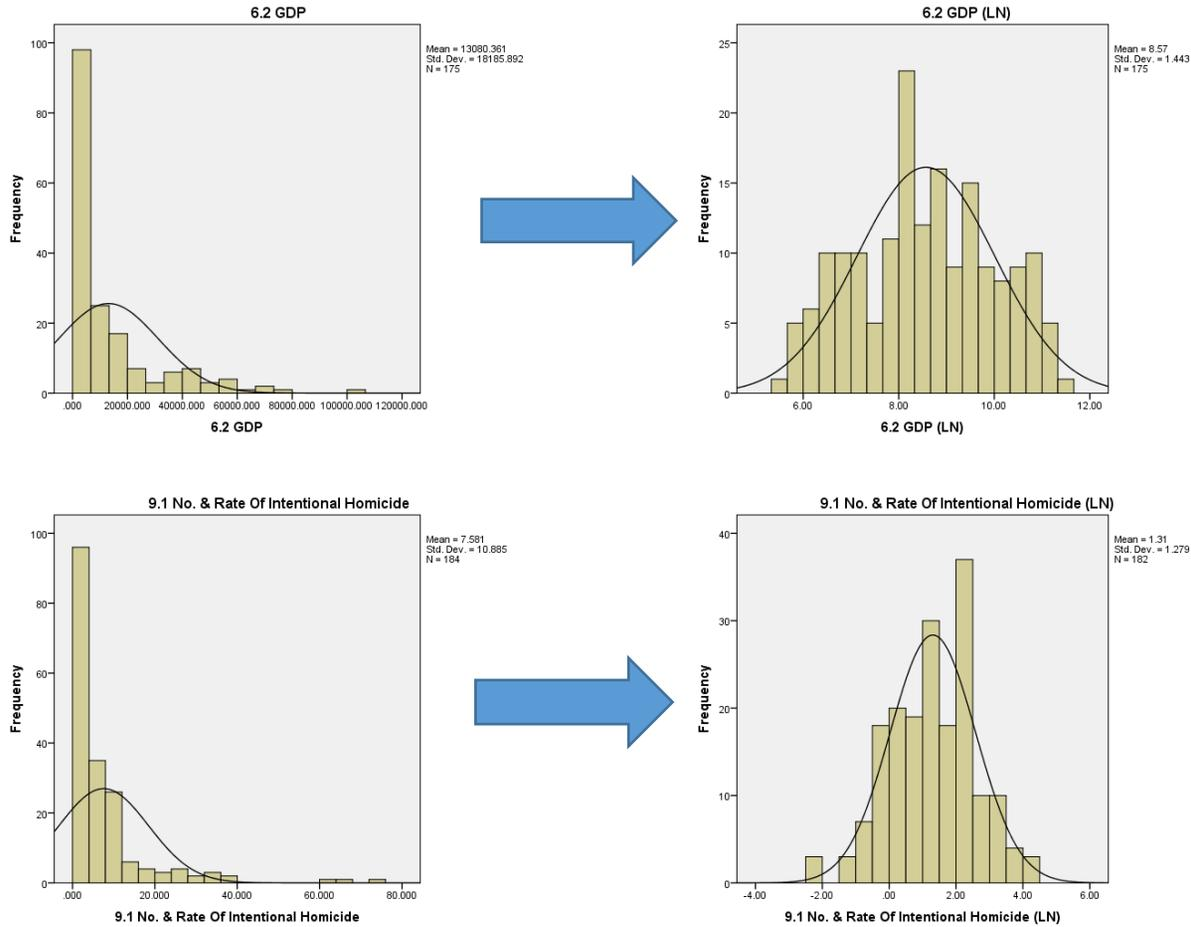 6.2 GDP
Mean = 13080.361
Std. Dev. = 18185.892
N = 175
100
80
60
40
20
0
Frequency
.000 20000.000 40000.000 60000.000 80000.000 100000.000 120000.000
6.2 GDP
6.2 GDP (LN)
Mean = 8.57
Std. Dev. = 1.443
N = 175
25
20
15
10
5
0
Frequency
6.00 8.00 10.00 12.00
6.2 GDP (LN)
9.1 No. & Rate Of Intentional Homicide
Mean = 7.581
Std. Dev. = 10.885
N = 184
100
80
60
40
20
0
Frequency
.000 20.000 40.000 60.000 80.000
9.1 No. & Rate Of Intentional Homicide
9.1 No. & Rate Of Intentional Homicide (LN)
Mean = 1.31
Std. Dev. = 1.279
N = 182
40
30
20
10
0
Frequency
-4.00 -2.00 .00 2.00 4.00 6.00
9.1 No. & Rate Of Intentional Homicide (LN)